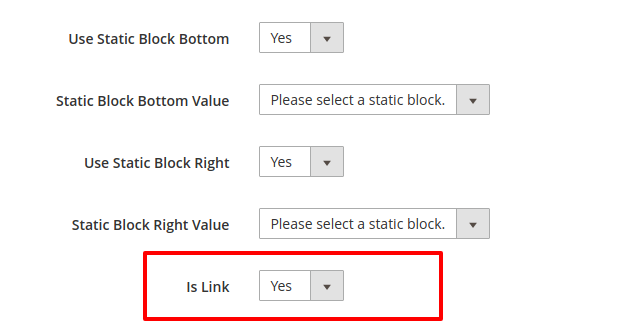 Use Static Block Bottom Yes
Static Block Bottom Value Please select a static block.
Use Static Block Right Yes
Static Block Right Value Please select a static block.
Is Link Yes